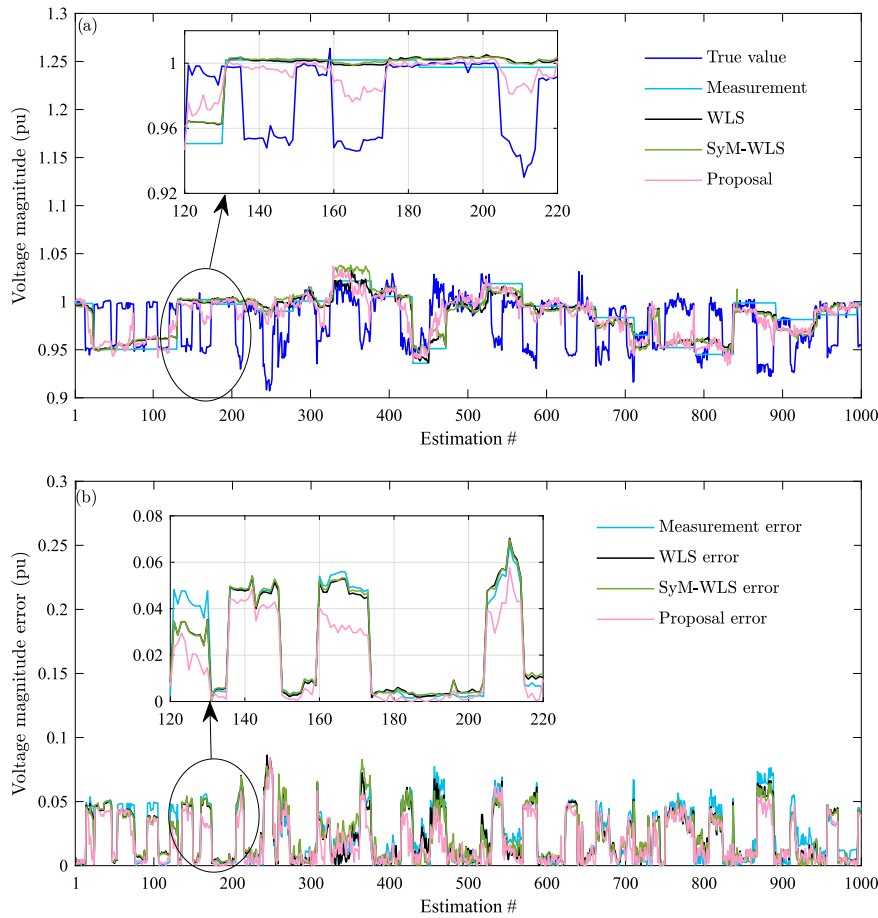 (a)
Voltage magnitude (pu)
1.3
1.25
1.2
1.15
1.1
1.05
1
0.95
0.9
1
0.96
0.92
120 140 160 180 200 220
True value
Measurement
WLS
SyM-WLS
Proposal
1 100 200 300 400 500 600 700 800 900 1000
Estimation #
(b)
Voltage magnitude error (pu)
0.3
0.25
0.2
0.15
0.1
0.05
0
0.08
0.06
0.04
0.02
0
120 140 160 180 200 220
Measurement error
WLS error
SyM-WLS error
Proposal error
1 100 200 300 400 500 600 700 800 900 1000
Estimation #